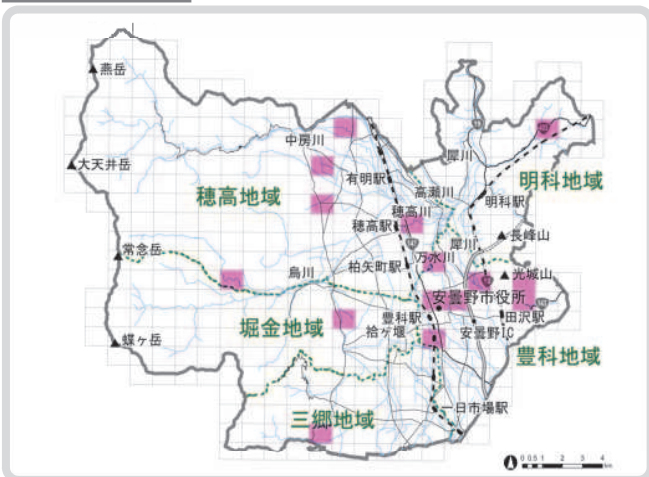 燕岳
大天井岳
常念岳
蝶ヶ岳
中房川
有明駅
穂高地域
高瀬川
穂高川
穂高駅
犀川
明科駅
明科地域
長峰山
犀川
万水川
柏矢町駅
烏川
光城山
安曇野市役所
豊科駅
田沢駅
拾ヶ堰
安曇野IC
堀金地域
豊科地域
三郷地域
一日市場駅
0 0.5 1 2 3 4
km